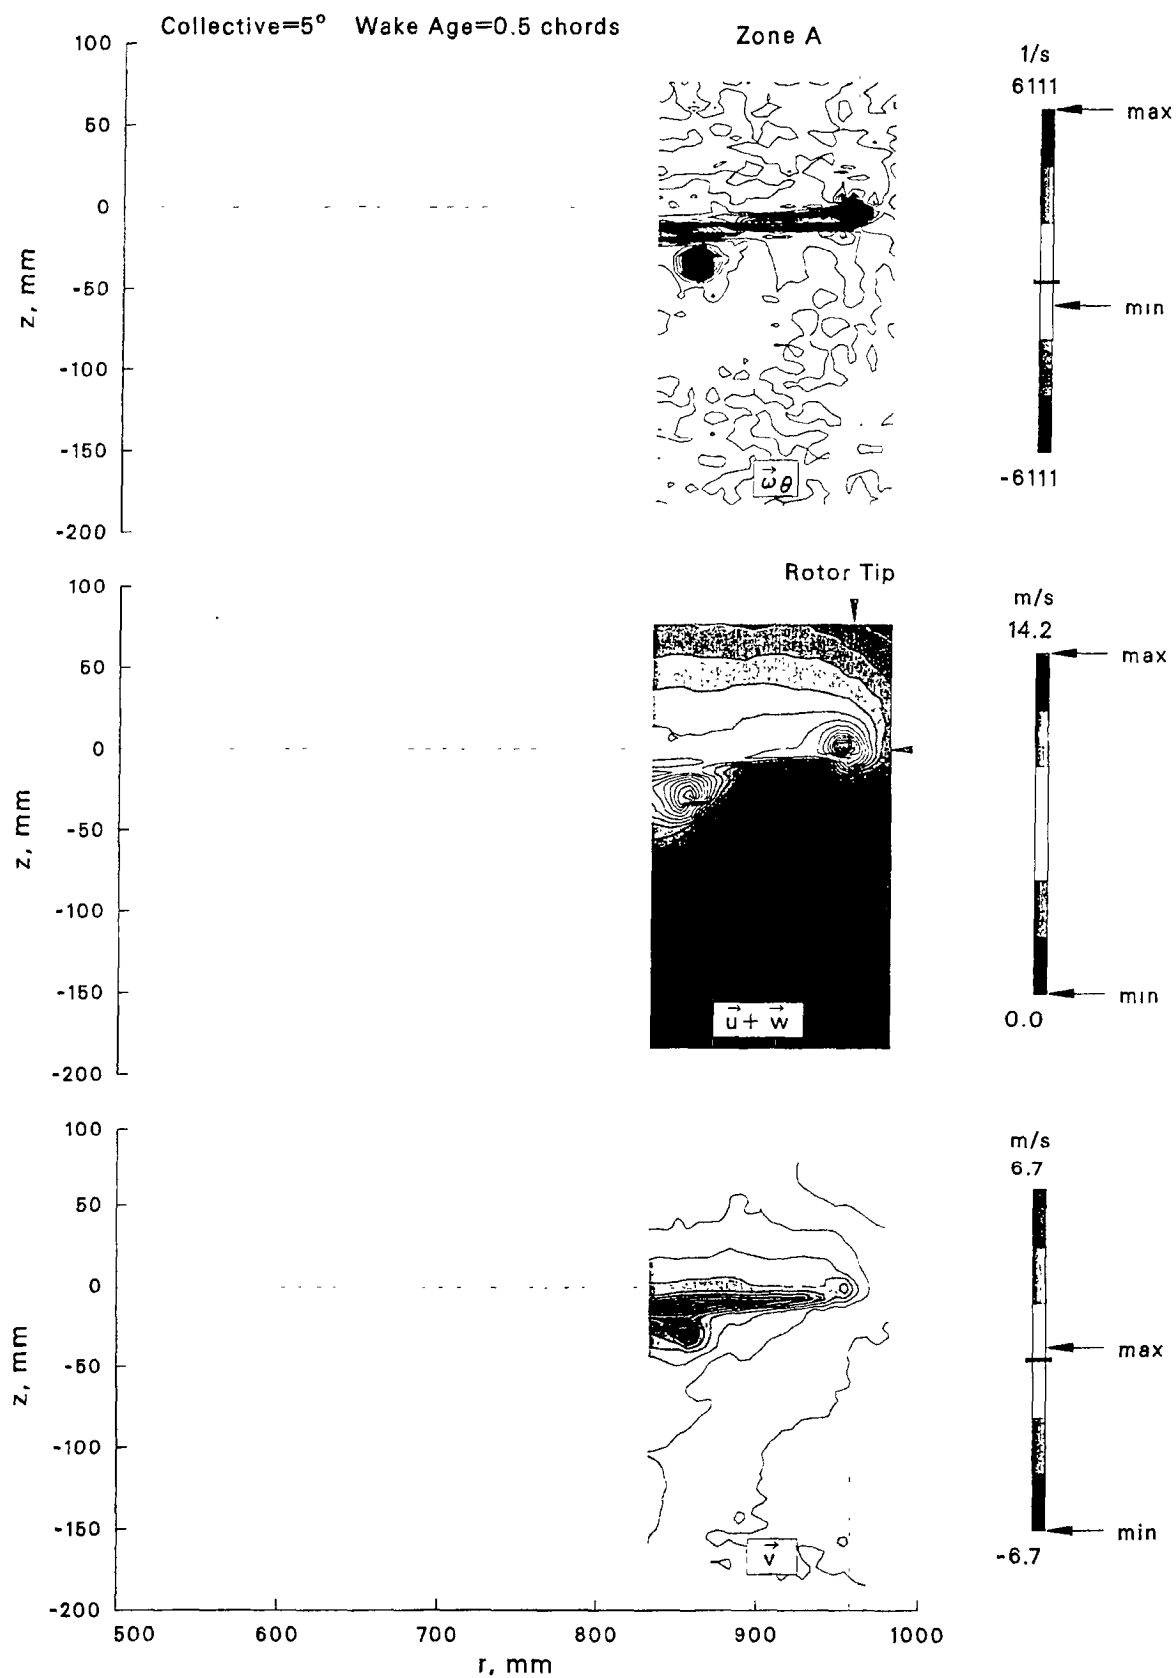 Collective=5° Wake Age=0.5 chords
Zone A
100
50
0
-50
-100
-150
-200
z, mm
ωθ
1/s
6111
max
min
-6111
Rotor Tip
100
50
0
-50
-100
-150
-200
z, mm
u + w
m/s
14.2
max
min
0.0
100
50
0
-50
-100
-150
-200
z, mm
v
m/s
6.7
max
min
-6.7
500 600 700 800 900 1000
r, mm